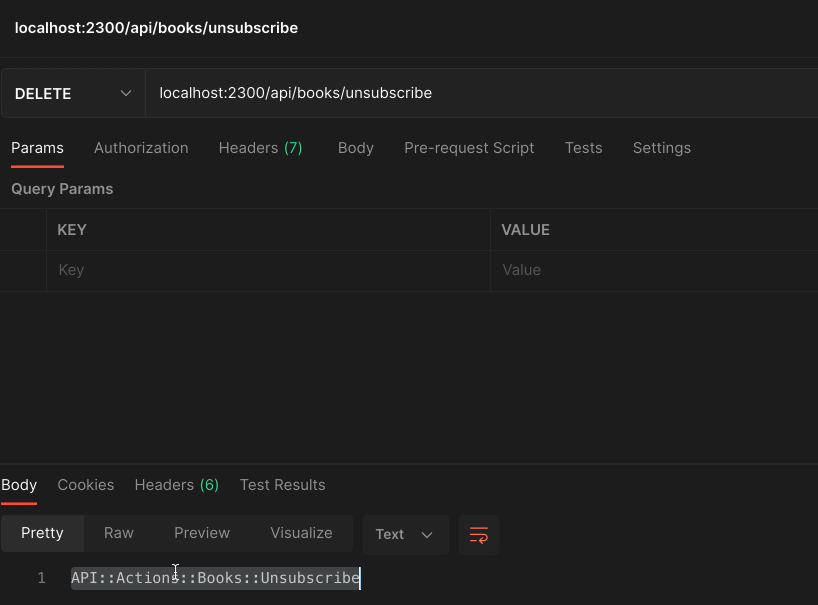 localhost:2300/api/books/unsubscribe
DELETE localhost:2300/api/books/unsubscribe
Params Authorization Headers (7) Body Pre-request Script Tests Settings
Query Params
KEY VALUE
Key Value
Body Cookies Headers (6) Test Results
Pretty Raw Preview Visualize Text
1 API::Actions::Books::Unsubscribe